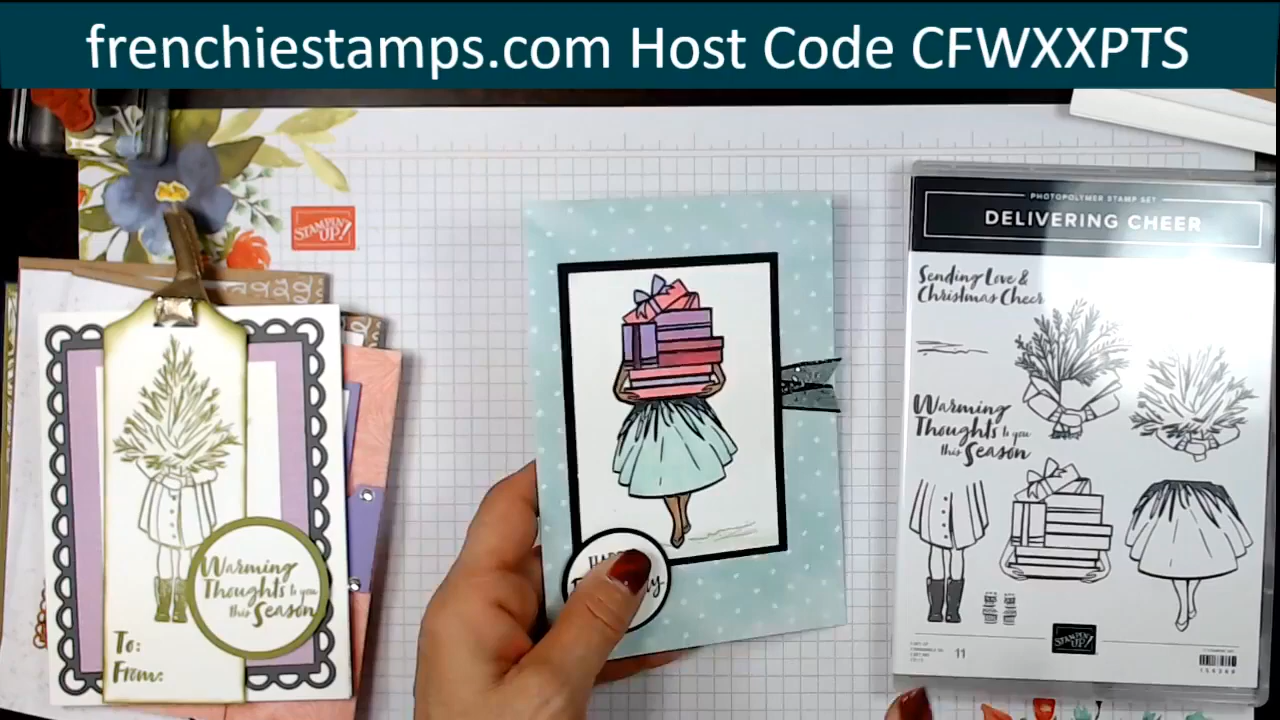 frenchiestamps.com Host Code CFWXXPTS
STAMPIN' UP!
PHOTOPOLYMER STAMP SET
DELIVERING CHEER
Sending Love &
Christmas Cheer
Warming
Thoughts to you
this Season
STAMPIN' UP!
11
Warming
Thoughts to you
this Season
To:
From: